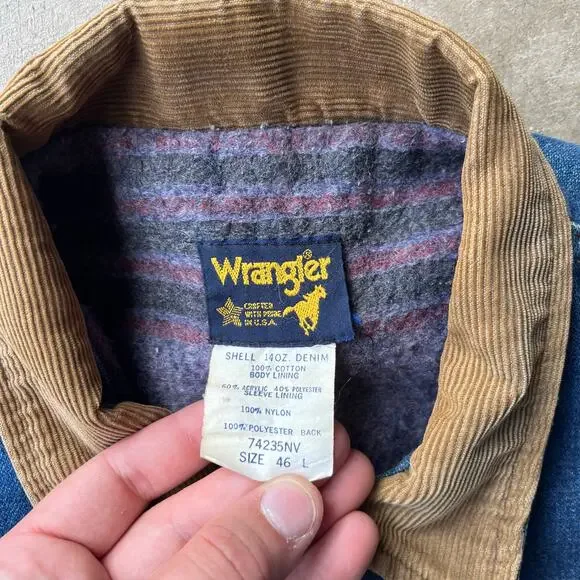 Wrangler®
CRAFTED
WITH PRIDE
IN U.S.A.
SHELL 14OZ. DENIM
100% COTTON
BODY LINING
60% ACRYLIC 40% POLYESTER
SLEEVE LINING
100% NYLON
100% POLYESTER BACK
74235NV
SIZE 46 L